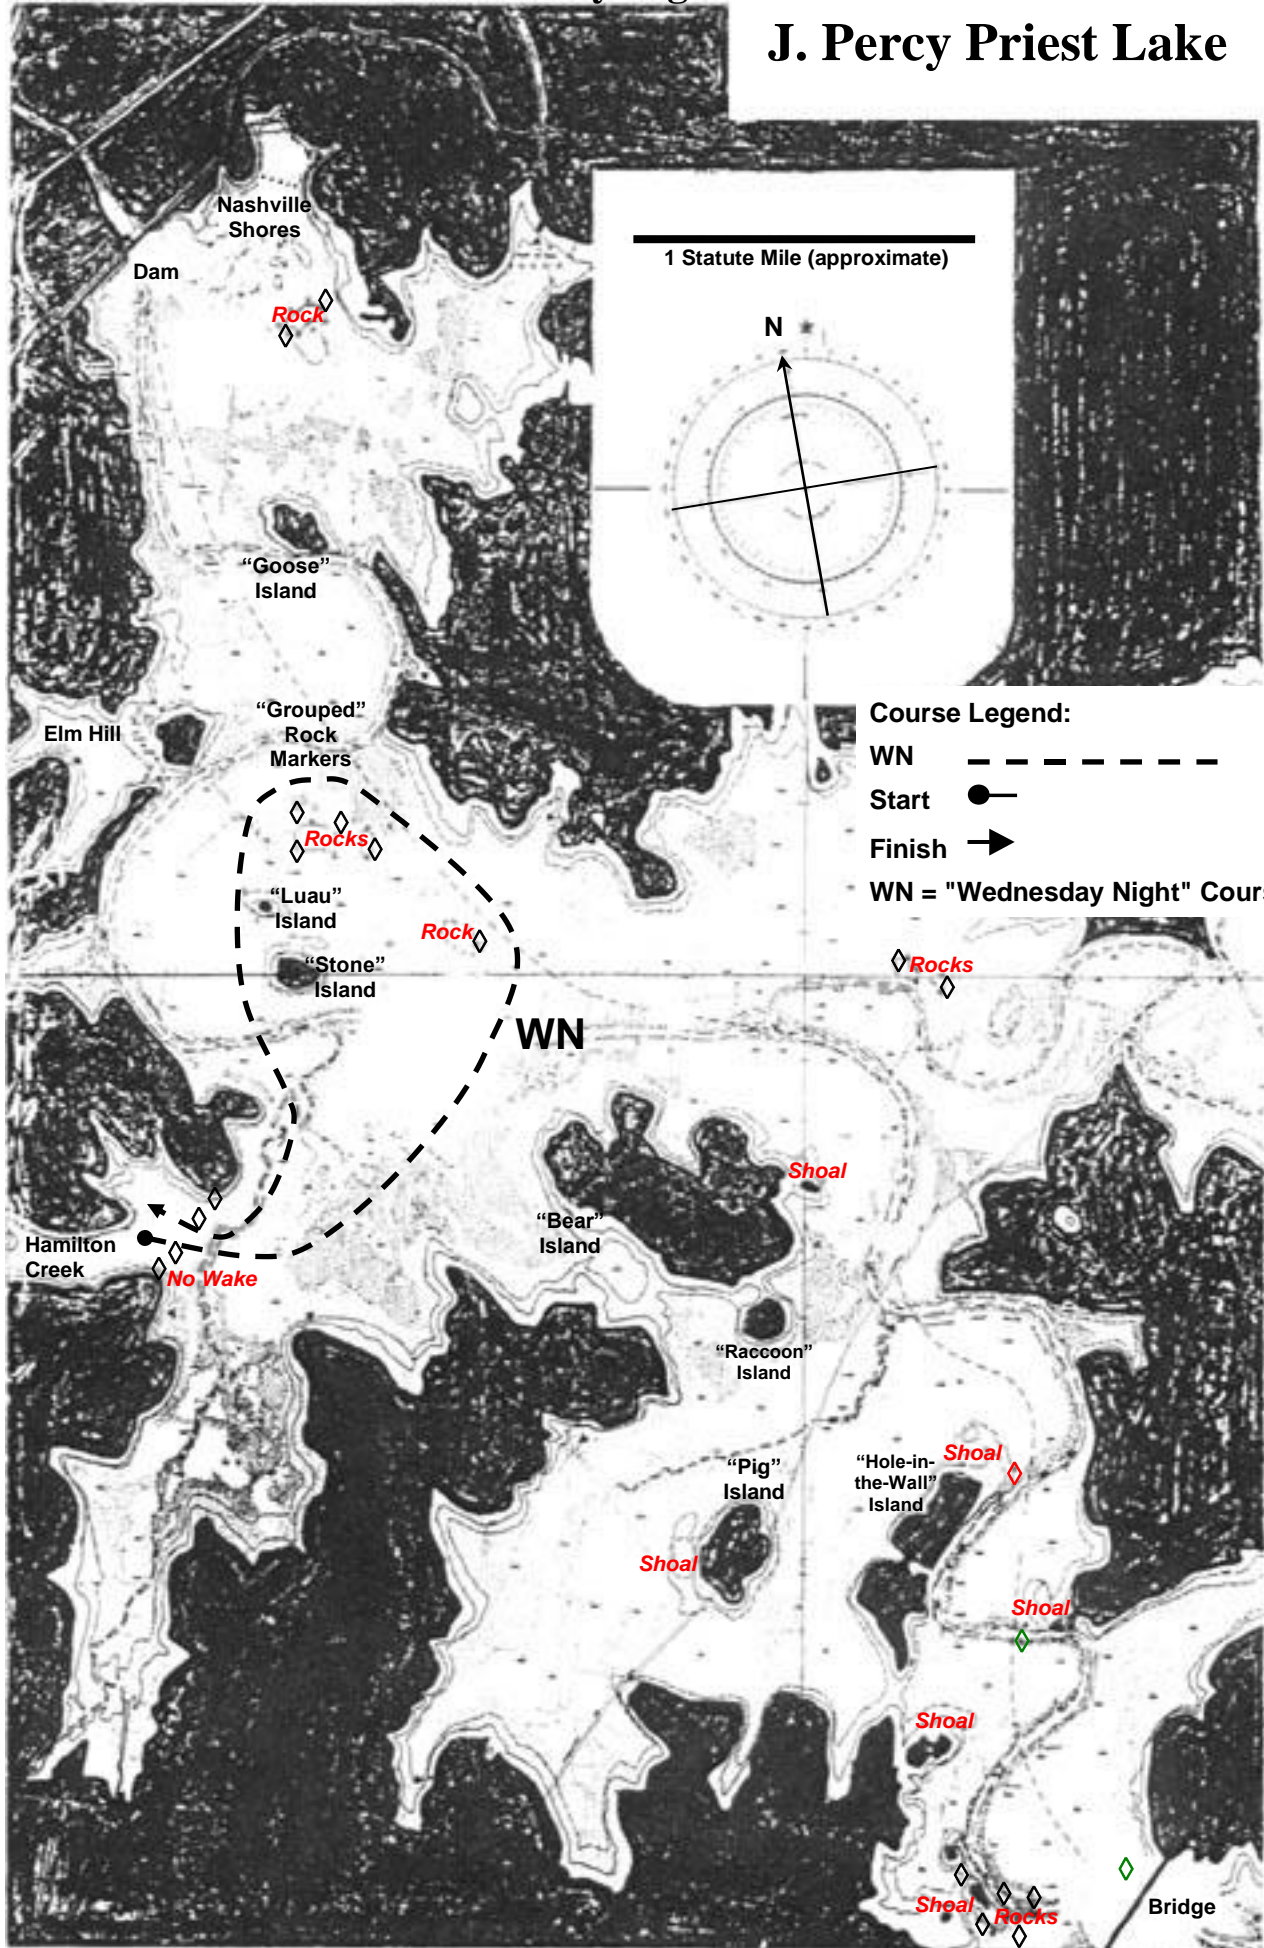 J. Percy Priest Lake
Nashville
Shores
Dam
1 Statute Mile (approximate)
Rock
N
“Goose”
Island
“Grouped”
Rock
Markers
Elm Hill
Course Legend:
WN
Start
Finish
WN = "Wednesday Night" Cours
Rocks
“Luau”
Island
Rock
“Stone”
Island
Rocks
WN
Shoal
“Bear”
Island
Hamilton
Creek
No Wake
“Raccoon”
Island
“Pig”
Island
“Hole-in-
the-Wall”
Island
Shoal
Shoal
Shoal
Shoal
Shoal
Rocks
Bridge